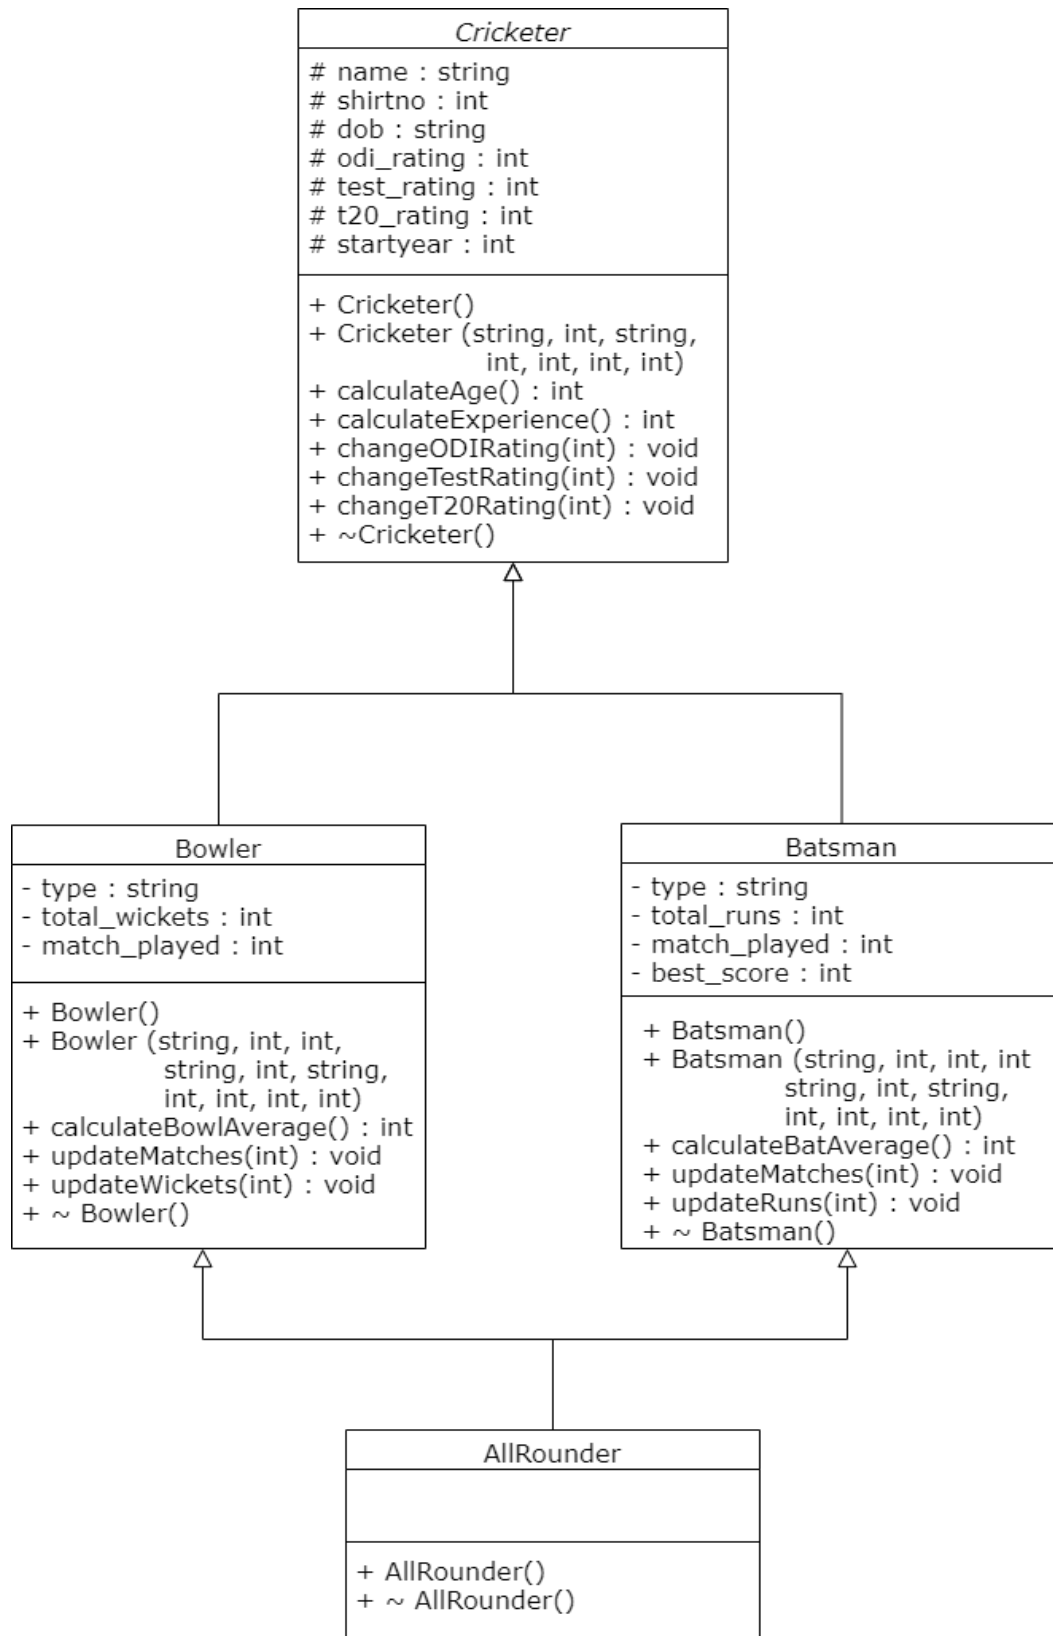 Cricketer
# name : string
# shirtno : int
# dob : string
# odi_rating : int
# test_rating : int
# t20_rating : int
# startyear : int
+ Cricketer()
+ Cricketer (string, int, string,
int, int, int, int)
+ calculateAge() : int
+ calculateExperience() : int
+ changeODIRating(int) : void
+ changeTestRating(int) : void
+ changeT20Rating(int) : void
+ ~Cricketer()
Bowler
- type : string
- total_wickets : int
- match_played : int
+ Bowler()
+ Bowler (string, int, int,
string, int, string,
int, int, int, int)
+ calculateBowlAverage() : int
+ updateMatches(int) : void
+ updateWickets(int) : void
+ ~ Bowler()
Batsman
- type : string
- total_runs : int
- match_played : int
- best_score : int
+ Batsman()
+ Batsman (string, int, int, int
string, int, string,
int, int, int, int)
+ calculateBatAverage() : int
+ updateMatches(int) : void
+ updateRuns(int) : void
+ ~ Batsman()
AllRounder
+ AllRounder()
+ ~ AllRounder()